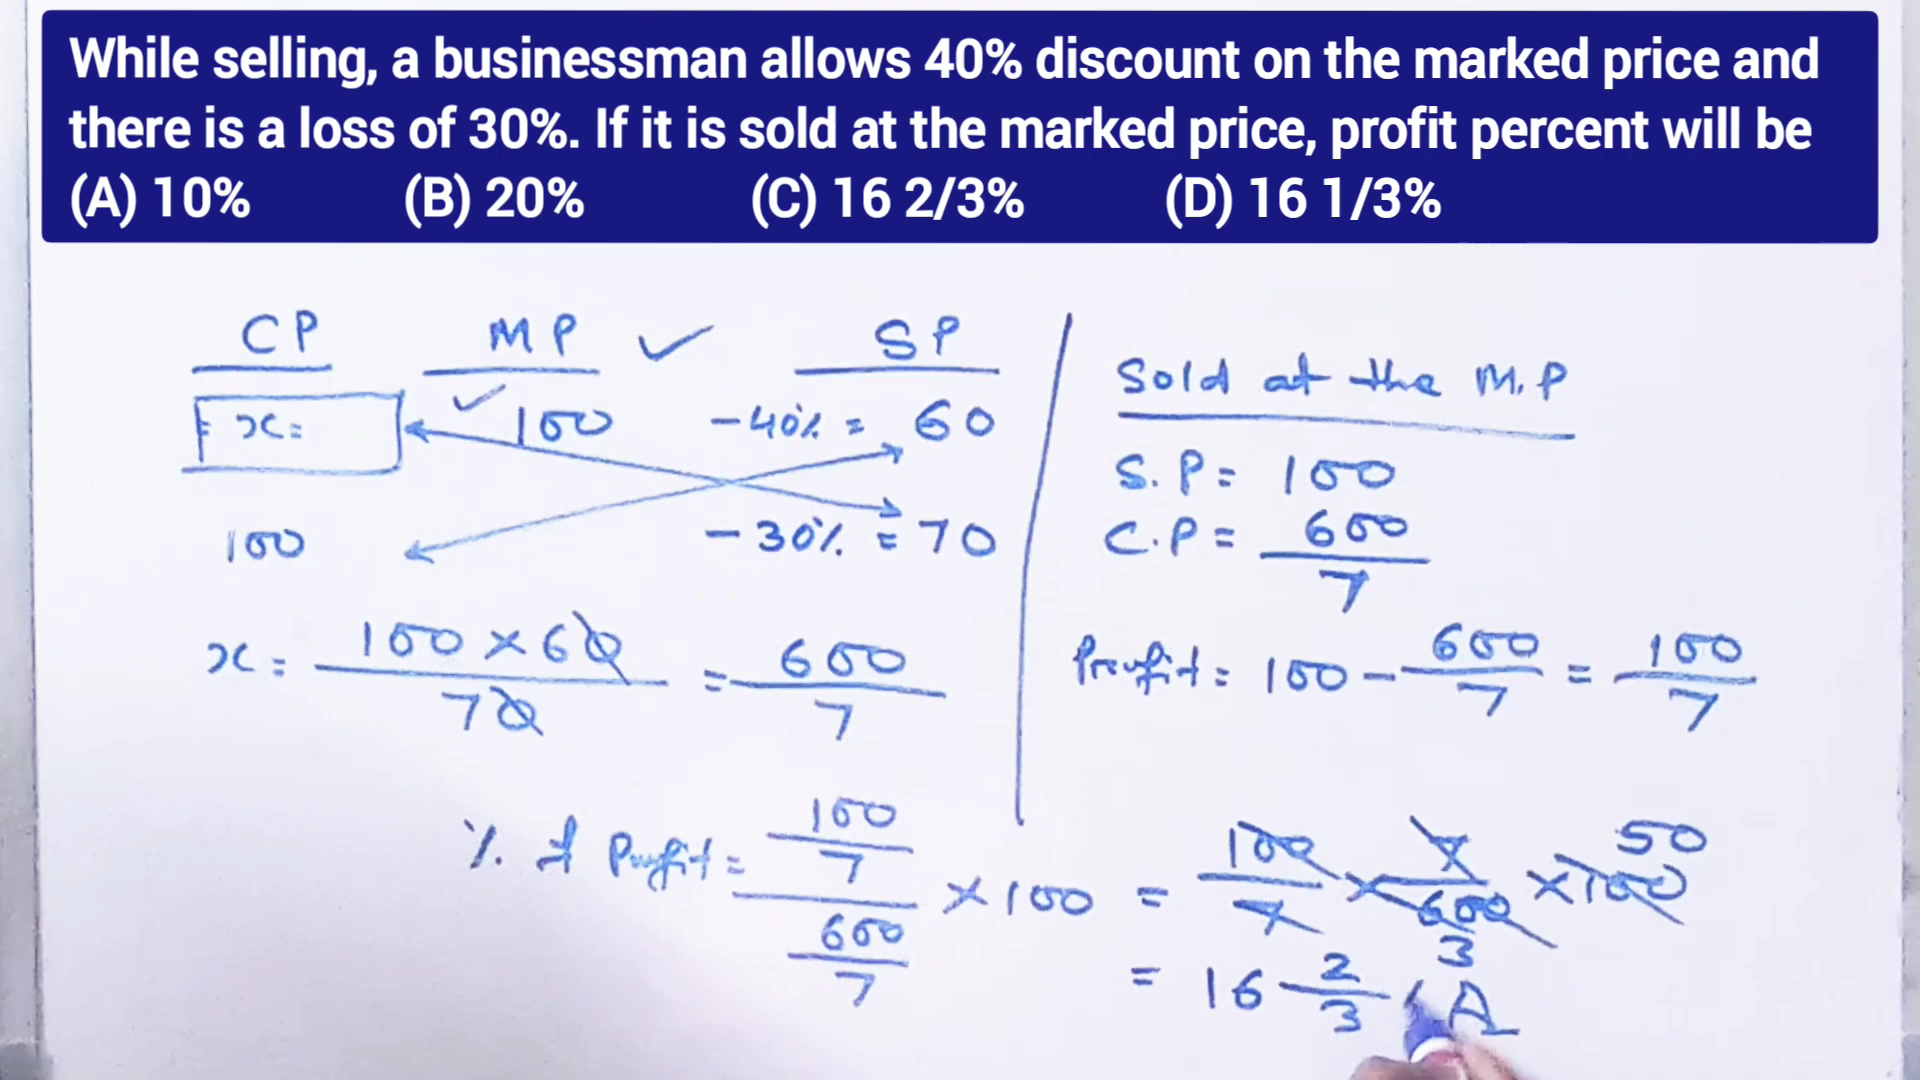 While selling, a businessman allows 40% discount on the marked price and
there is a loss of 30%. If it is sold at the marked price, profit percent will be
(A) 10% (B) 20% (C) 16 2/3% (D) 16 1/3%
CP MP ✓ SP
= x = ✓ 100 -40% = 60
100 -30% = 70
x = 100 × 60 / 70 = 600 / 7
Sold at the M.P
S.P = 100
C.P = 600 / 7
Profit = 100 - 600 / 7 = 100 / 7
% of Profit = 100/7 / 600/7 × 100 = 100 / 7 × 7 / 600 × 100 50
3
= 16 2/3 A